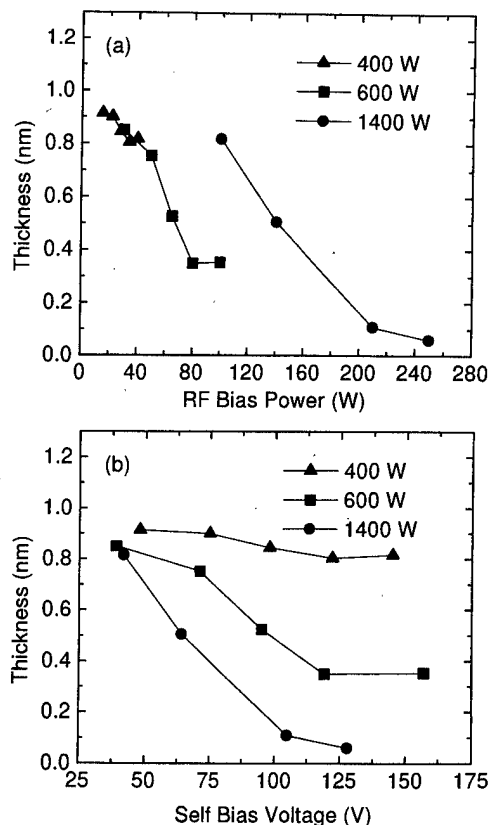 1.2
(a)
400 W
1.0
600 W
1400 W
0.8
0.6
0.4
0.2
0.0
Thickness (nm)
0 40 80 120 160 200 240 280
RF Bias Power (W)
1.2
(b)
400 W
1.0
600 W
1400 W
0.8
0.6
0.4
0.2
0.0
Thickness (nm)
25 50 75 100 125 150 175
Self Bias Voltage (V)